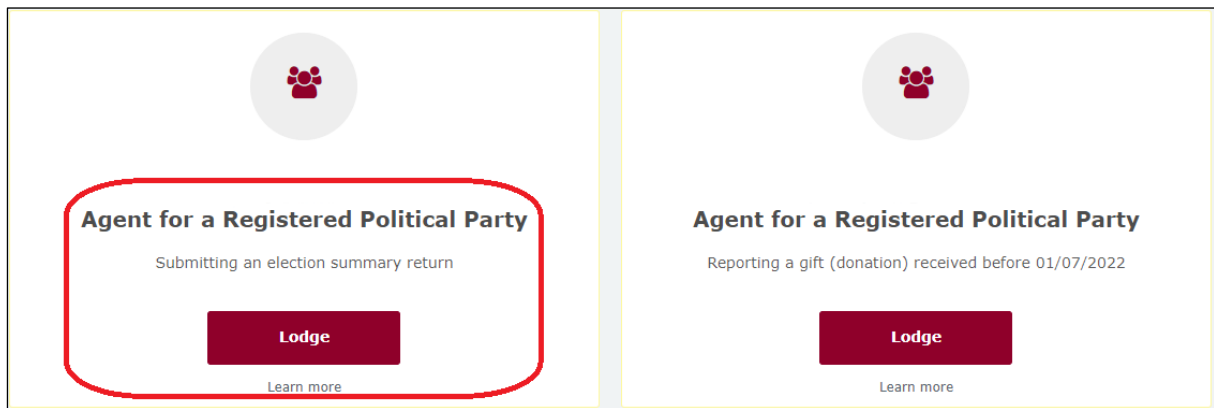 Agent for a Registered Political Party
Submitting an election summary return
Lodge
Learn more
Agent for a Registered Political Party
Reporting a gift (donation) received before 01/07/2022
Lodge
Learn more